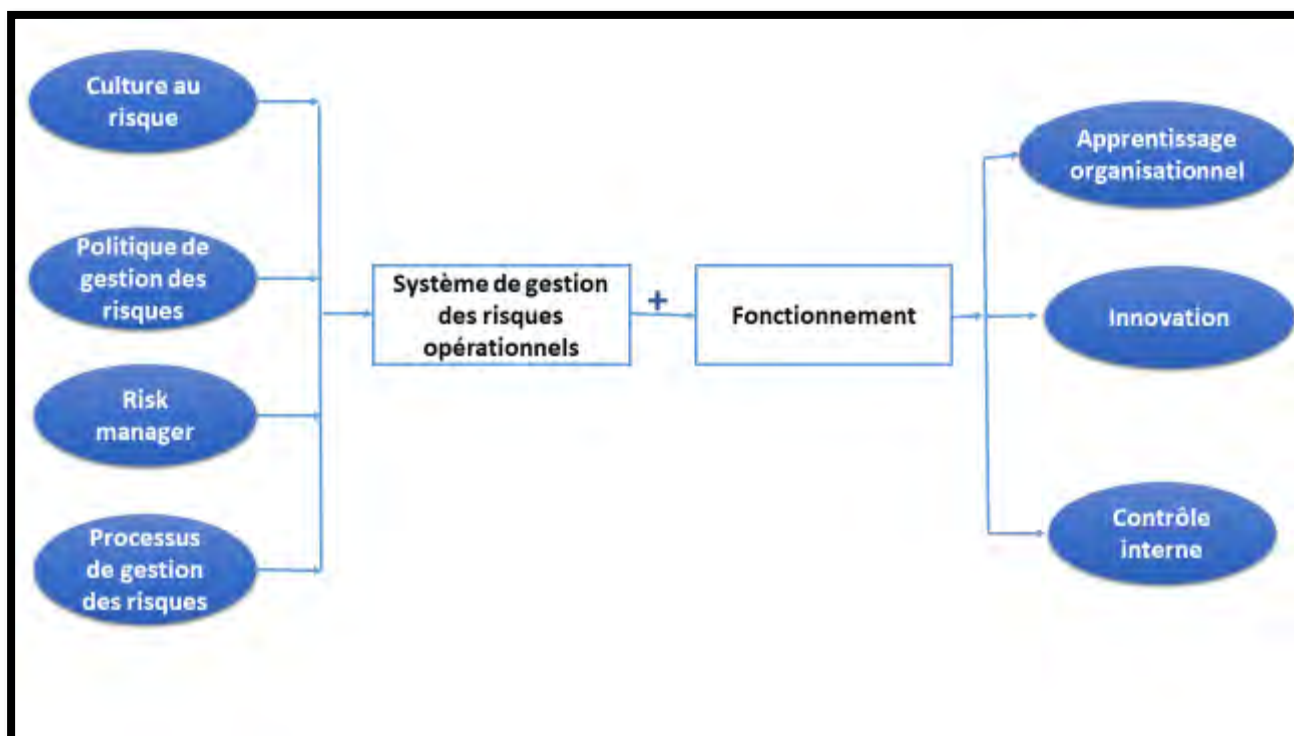 Culture au
risque
Politique de
gestion des
risques
Risk
manager
Processus
de gestion
des risques
Système de gestion
des risques
opérationnels
+
Fonctionnement
Apprentissage
organisationnel
Innovation
Contrôle
interne